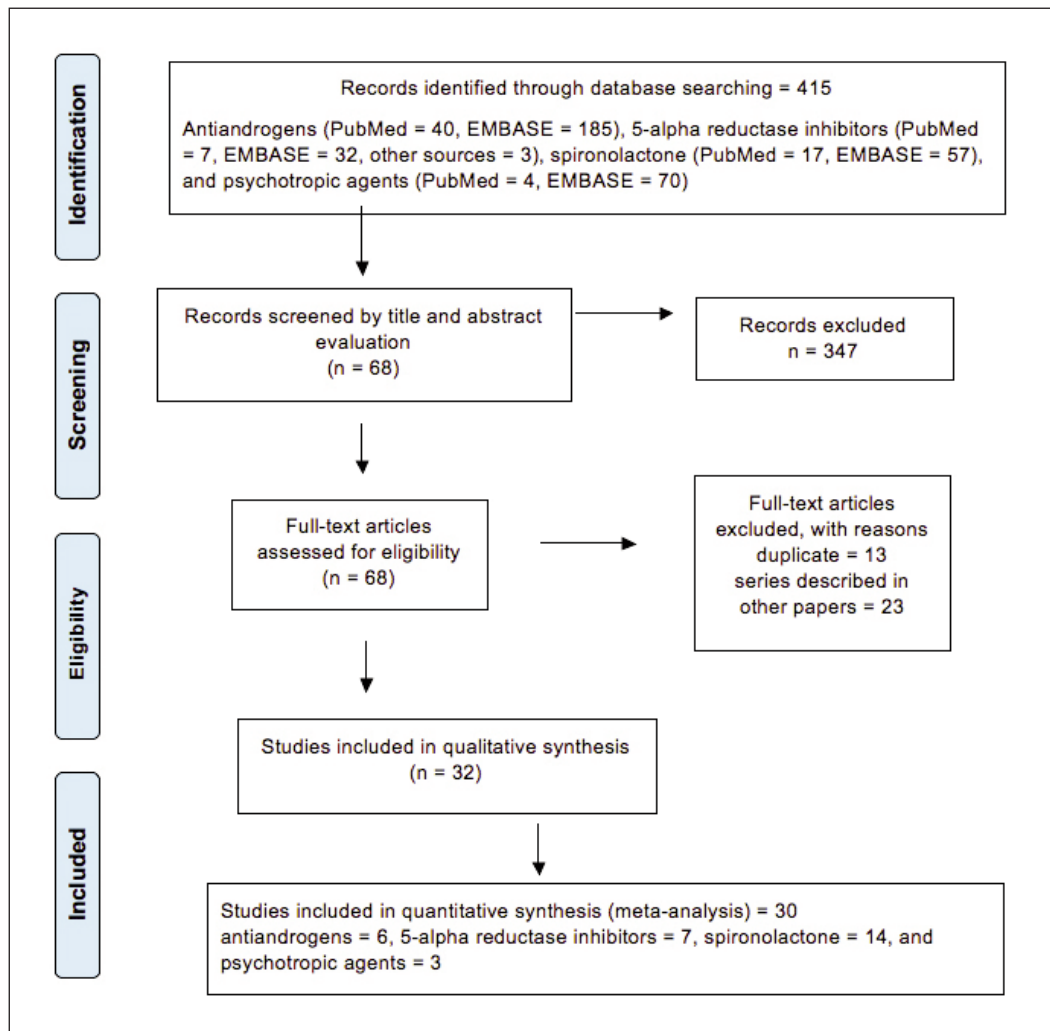 Identification
Records identified through database searching = 415
Antiandrogens (PubMed = 40, EMBASE = 185), 5-alpha reductase inhibitors (PubMed
= 7, EMBASE = 32, other sources = 3), spironolactone (PubMed = 17, EMBASE = 57),
and psychotropic agents (PubMed = 4, EMBASE = 70)
Screening
Records screened by title and abstract
evaluation
(n = 68)
Records excluded
n = 347
Eligibility
Full-text articles
assessed for eligibility
(n = 68)
Full-text articles
excluded, with reasons
duplicate = 13
series described in
other papers = 23
Studies included in qualitative synthesis
(n = 32)
Included
Studies included in quantitative synthesis (meta-analysis) = 30
antiandrogens = 6, 5-alpha reductase inhibitors = 7, spironolactone = 14, and
psychotropic agents = 3